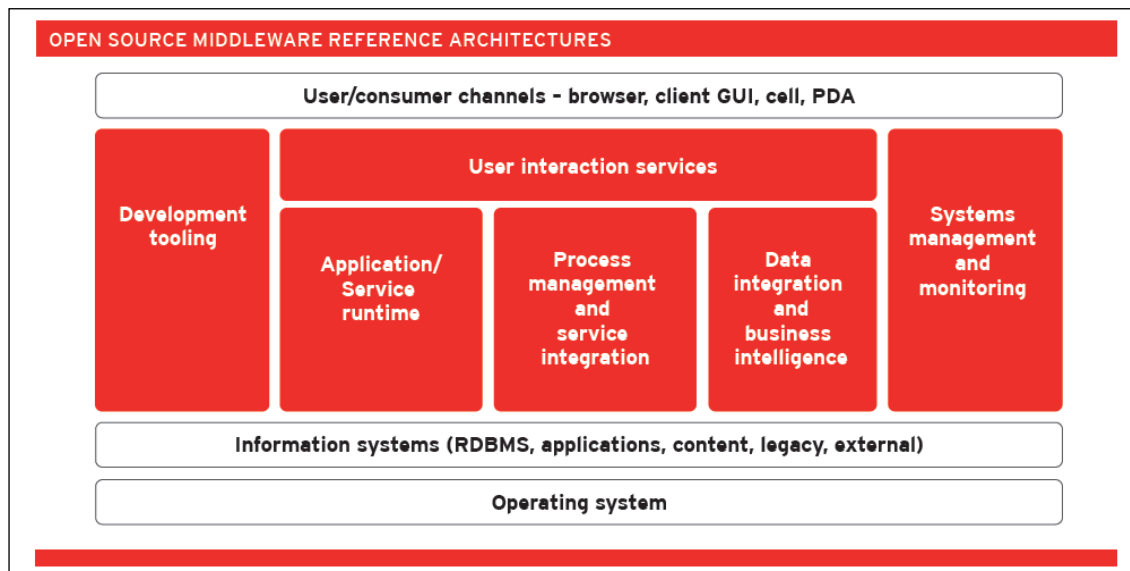 OPEN SOURCE MIDDLEWARE REFERENCE ARCHITECTURES
User/consumer channels – browser, client GUI, cell, PDA
Development
tooling
User interaction services
Application/
Service
runtime
Process
management
and
service
integration
Data
integration
and
business
intelligence
Systems
management
and
monitoring
Information systems (RDBMS, applications, content, legacy, external)
Operating system